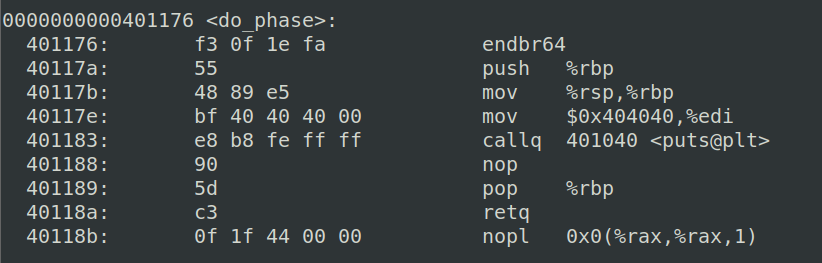 0000000000401176 <do_phase>:
401176: f3 0f 1e fa endbr64
40117a: 55 push %rbp
40117b: 48 89 e5 mov %rsp,%rbp
40117e: bf 40 40 40 00 mov $0x404040,%edi
401183: e8 b8 fe ff ff callq 401040 <puts@plt>
401188: 90 nop
401189: 5d pop %rbp
40118a: c3 retq
40118b: 0f 1f 44 00 00 nopl 0x0(%rax,%rax,1)